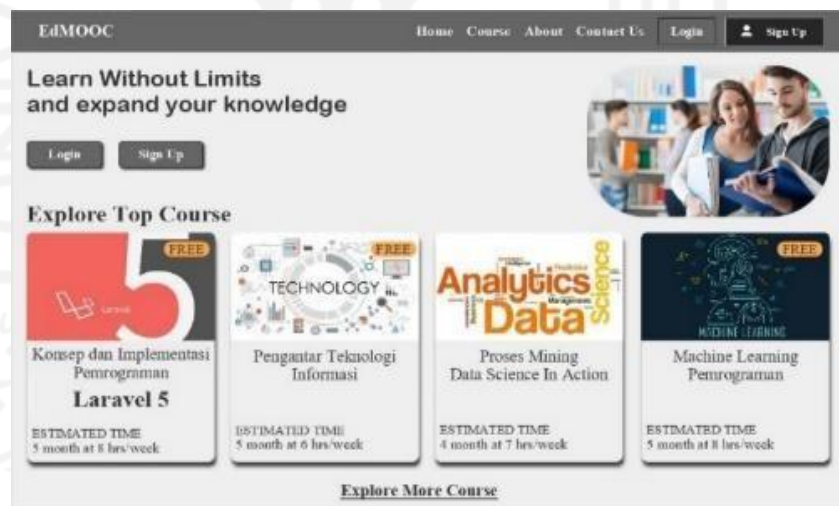 EdMOOC
Home Course About Contact Us Login Sign Up
Learn Without Limits
and expand your knowledge
Login Sign Up
Explore Top Course
FREE
Laravel
5
Konsep dan Implementasi
Pemrograman
Laravel 5
ESTIMATED TIME
5 month at 8 hrs/week
FREE
TECHNOLOGY
Pengantar Teknologi
Informasi
ESTIMATED TIME
5 month at 6 hrs/week
Analytics
Data
Science
Management
Proses Mining
Data Science In Action
ESTIMATED TIME
4 month at 7 hrs/week
FREE
MACHINE LEARNING
Machine Learning
Pemrograman
ESTIMATED TIME
5 month at 8 hrs/week
Explore More Course